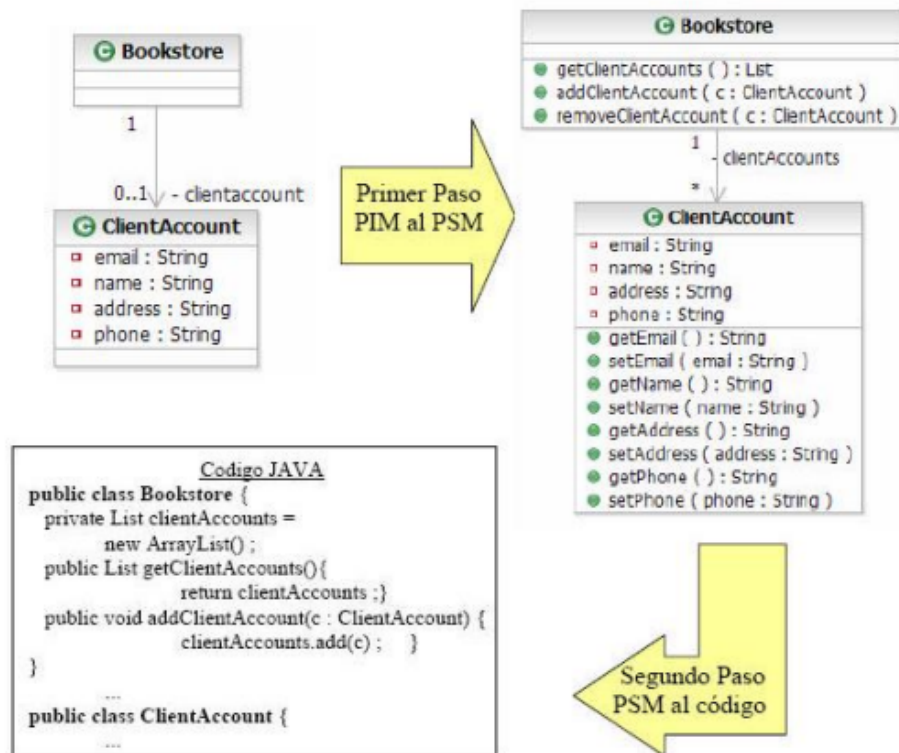 Bookstore
1
0..1 - clientaccount
ClientAccount
email : String
name : String
address : String
phone : String
Primer Paso
PIM al PSM
Bookstore
getClientAccounts ( ) : List
addClientAccount ( c : ClientAccount )
removeClientAccount ( c : ClientAccount )
1
- clientAccounts
*
ClientAccount
email : String
name : String
address : String
phone : String
getEmail ( ) : String
setEmail ( email : String )
getName ( ) : String
setName ( name : String )
getAddress ( ) : String
setAddress ( address : String )
getPhone ( ) : String
setPhone ( phone : String )
Codigo JAVA
public class Bookstore {
private List clientAccounts =
new ArrayList() ;
public List getClientAccounts(){
return clientAccounts ;}
public void addClientAccount(c : ClientAccount) {
clientAccounts.add(c) ; }
}
...
public class ClientAccount {
...
Segundo Paso
PSM al código